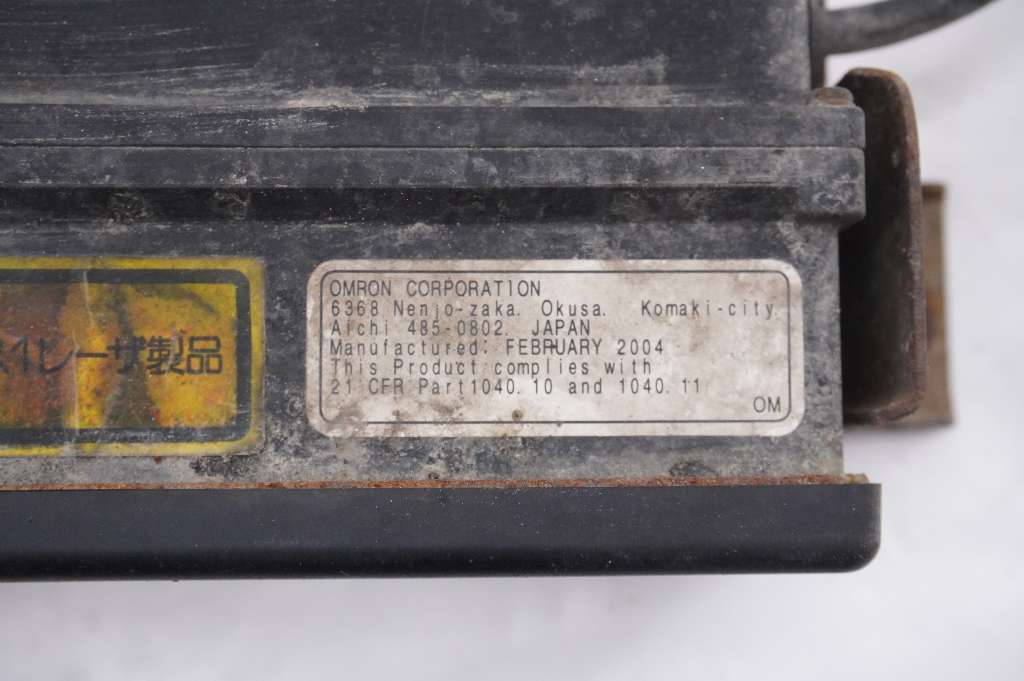 レーザ製品
OMRON CORPORATION
6368 Nenjo-zaka. Okusa. Komaki-city
Aichi 485-0802. JAPAN
Manufactured: FEBRUARY 2004
This Product complies with
21 CFR Part1040. 10 and 1040. 11
OM